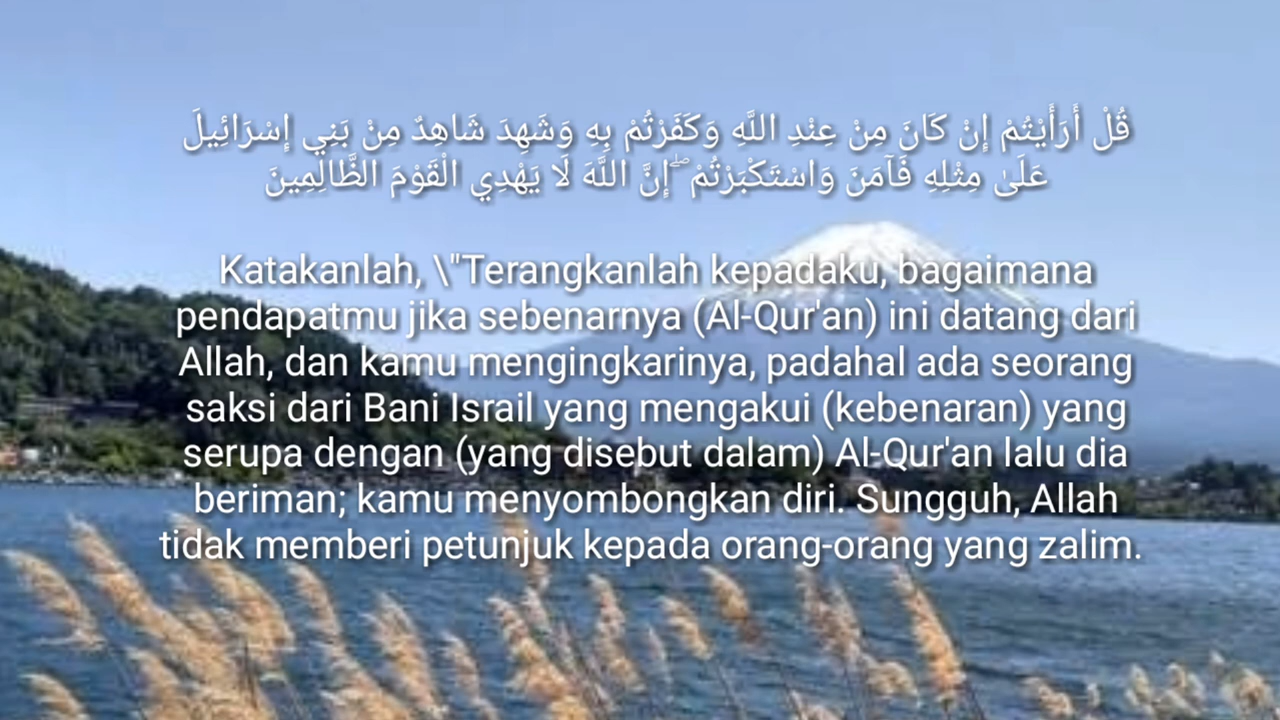 قُلْ أَرَأَيْتُمْ إِنْ كَانَ مِنْ عِنْدِ اللَّهِ وَكَفَرْتُمْ بِهِ وَشَهِدَ شَاهِدٌ مِنْ بَنِي إِسْرَائِيلَ
عَلَىٰ مِثْلِهِ فَآمَنَ وَاسْتَكْبَرْتُمْ ۖ إِنَّ اللَّهَ لَا يَهْدِي الْقَوْمَ الظَّالِمِينَ
Katakanlah, \"Terangkanlah kepadaku, bagaimana
pendapatmu jika sebenarnya (Al-Qur'an) ini datang dari
Allah, dan kamu mengingkarinya, padahal ada seorang
saksi dari Bani Israil yang mengakui (kebenaran) yang
serupa dengan (yang disebut dalam) Al-Qur'an lalu dia
beriman; kamu menyombongkan diri. Sungguh, Allah
tidak memberi petunjuk kepada orang-orang yang zalim.